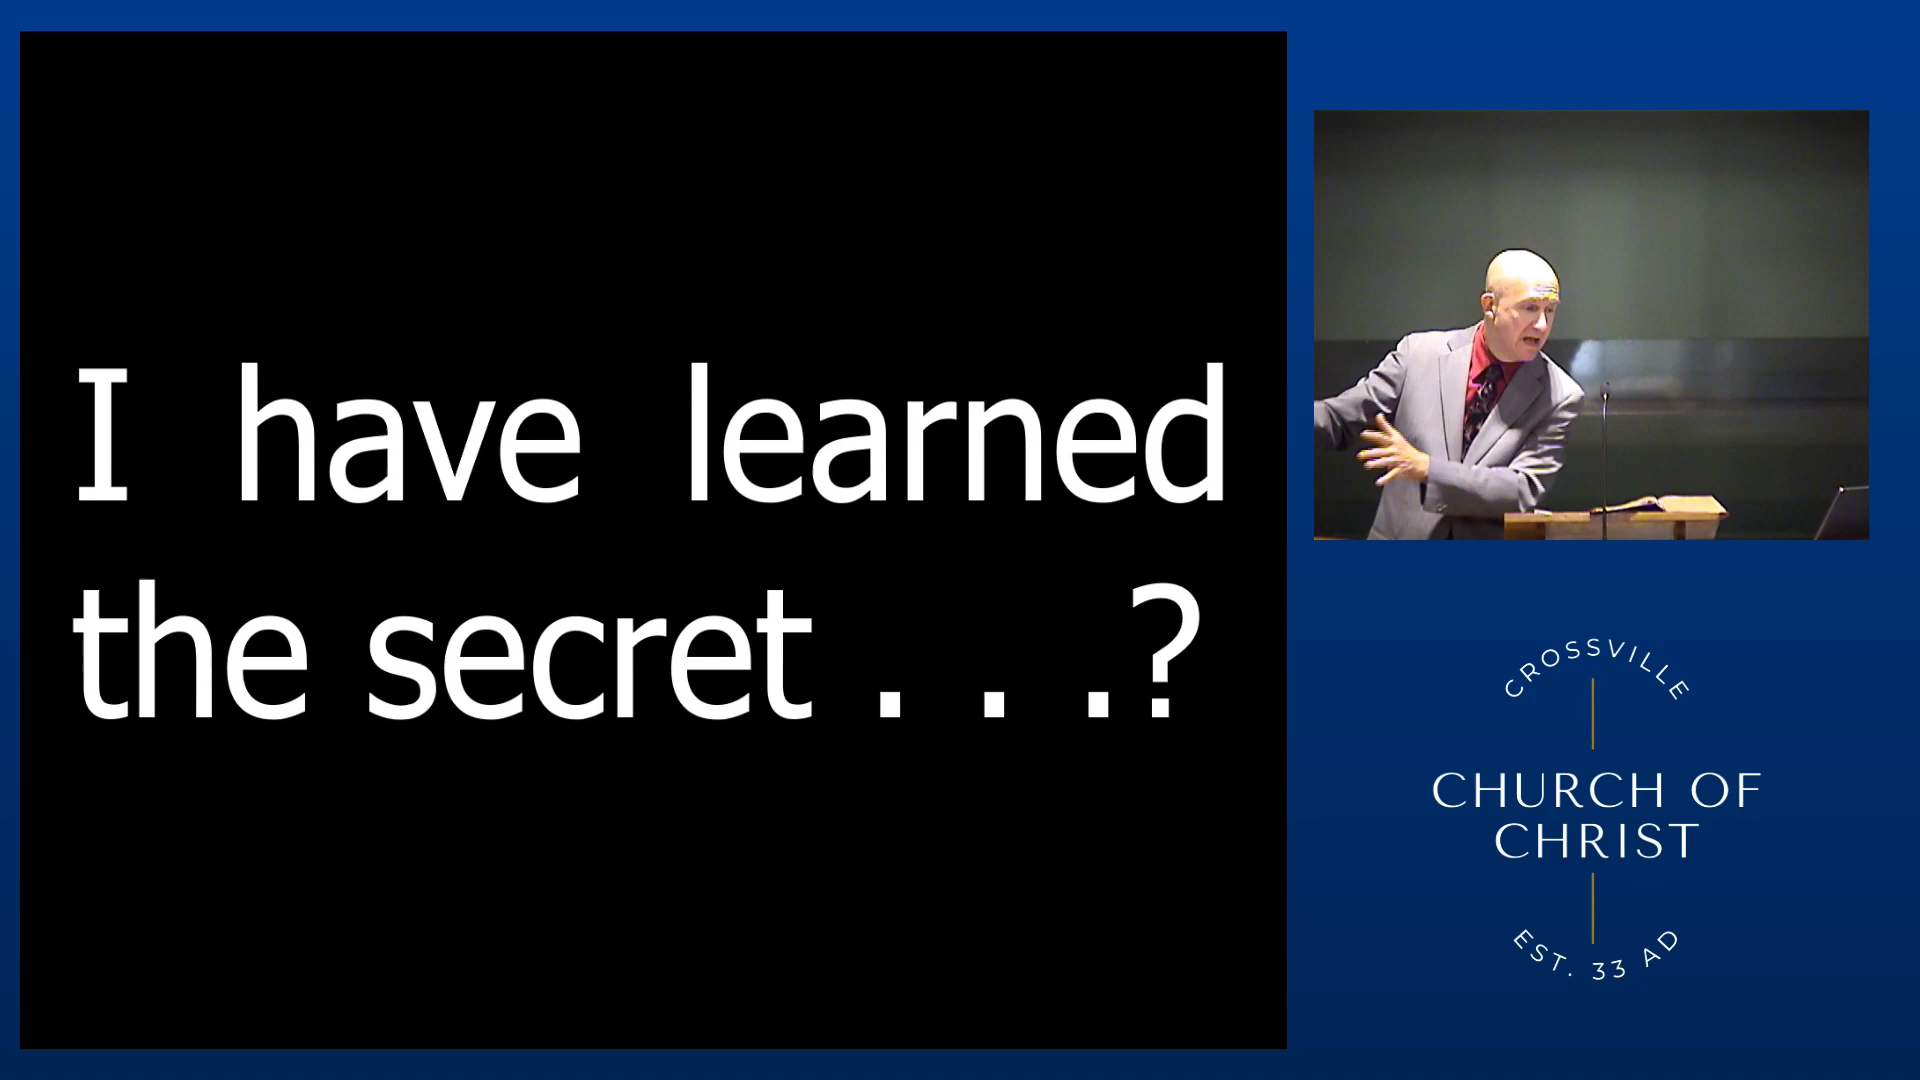 I have learned
the secret . . .?
CROSSVILLE
CHURCH OF
CHRIST
EST. 33 AD